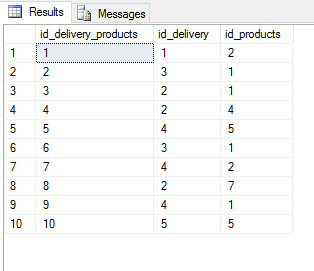 Results Messages
id_delivery_products id_delivery id_products
1 1 1 2
2 2 3 1
3 3 2 1
4 4 2 4
5 5 4 5
6 6 3 1
7 7 4 2
8 8 2 7
9 9 4 1
10 10 5 5